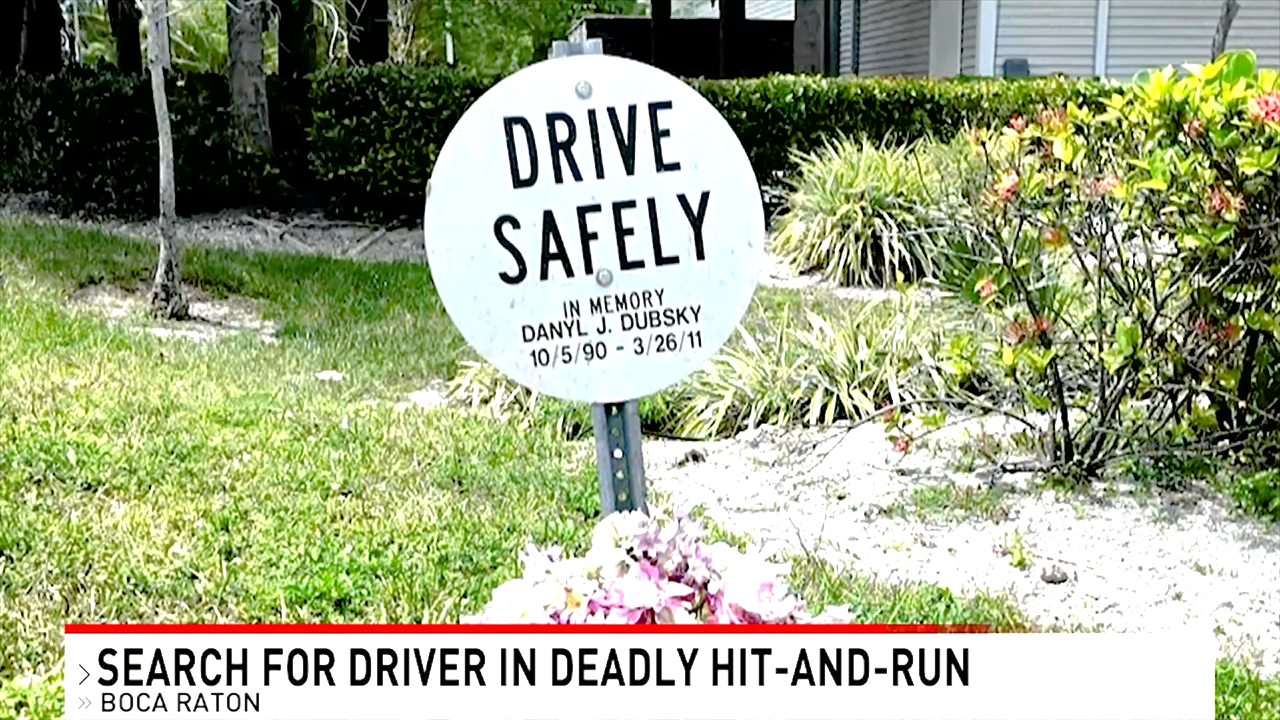 DRIVE
SAFELY
IN MEMORY
DANYL J. DUBSKY
10/5/90 - 3/26/11
SEARCH FOR DRIVER IN DEADLY HIT-AND-RUN
BOCA RATON